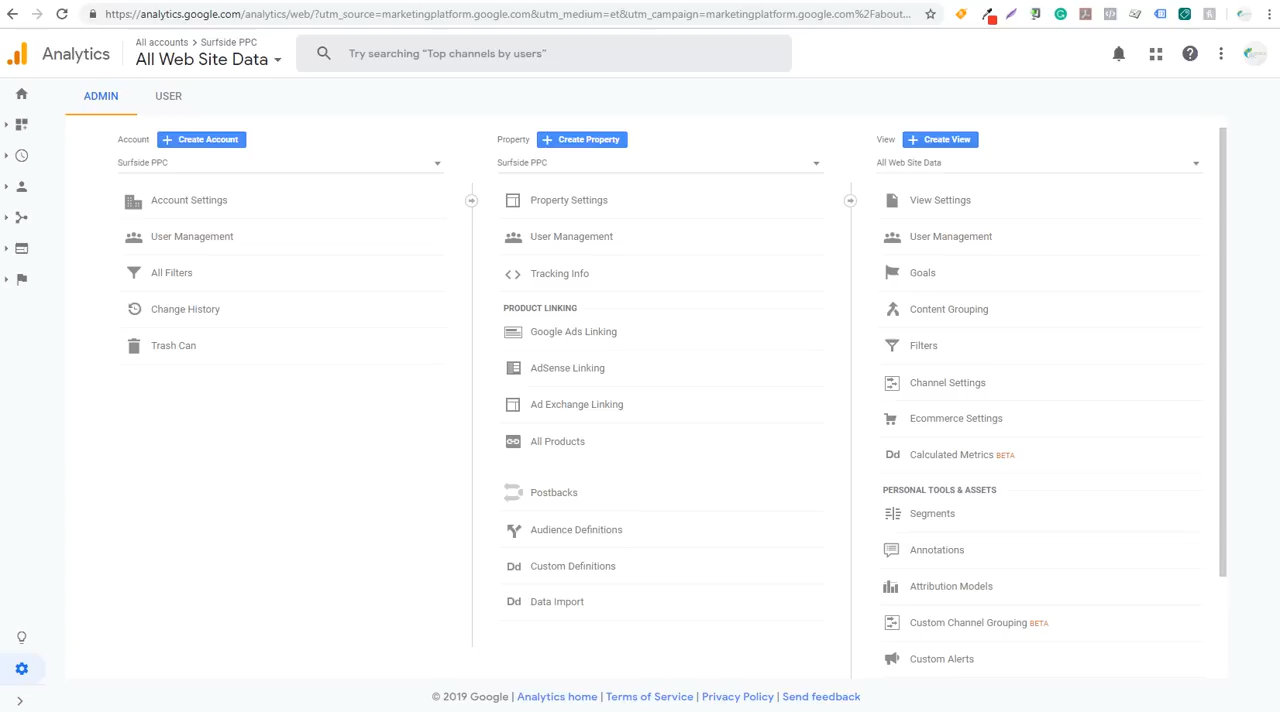 https://analytics.google.com/analytics/web/?utm_source=marketingplatform.google.com&utm_medium=et&utm_campaign=marketingplatform.google.com%2Fabout...
Analytics
All accounts > Surfside PPC
All Web Site Data
Try searching “Top channels by users”
ADMIN
USER
Account
Create Account
Surfside PPC
Account Settings
User Management
All Filters
Change History
Trash Can
Property
Create Property
Surfside PPC
Property Settings
User Management
Tracking Info
PRODUCT LINKING
Google Ads Linking
AdSense Linking
Ad Exchange Linking
All Products
Postbacks
Audience Definitions
Dd Custom Definitions
Dd Data Import
View
Create View
All Web Site Data
View Settings
User Management
Goals
Content Grouping
Filters
Channel Settings
Ecommerce Settings
Dd Calculated Metrics BETA
PERSONAL TOOLS & ASSETS
Segments
Annotations
Attribution Models
Custom Channel Grouping BETA
Custom Alerts
© 2019 Google | Analytics home | Terms of Service | Privacy Policy | Send feedback